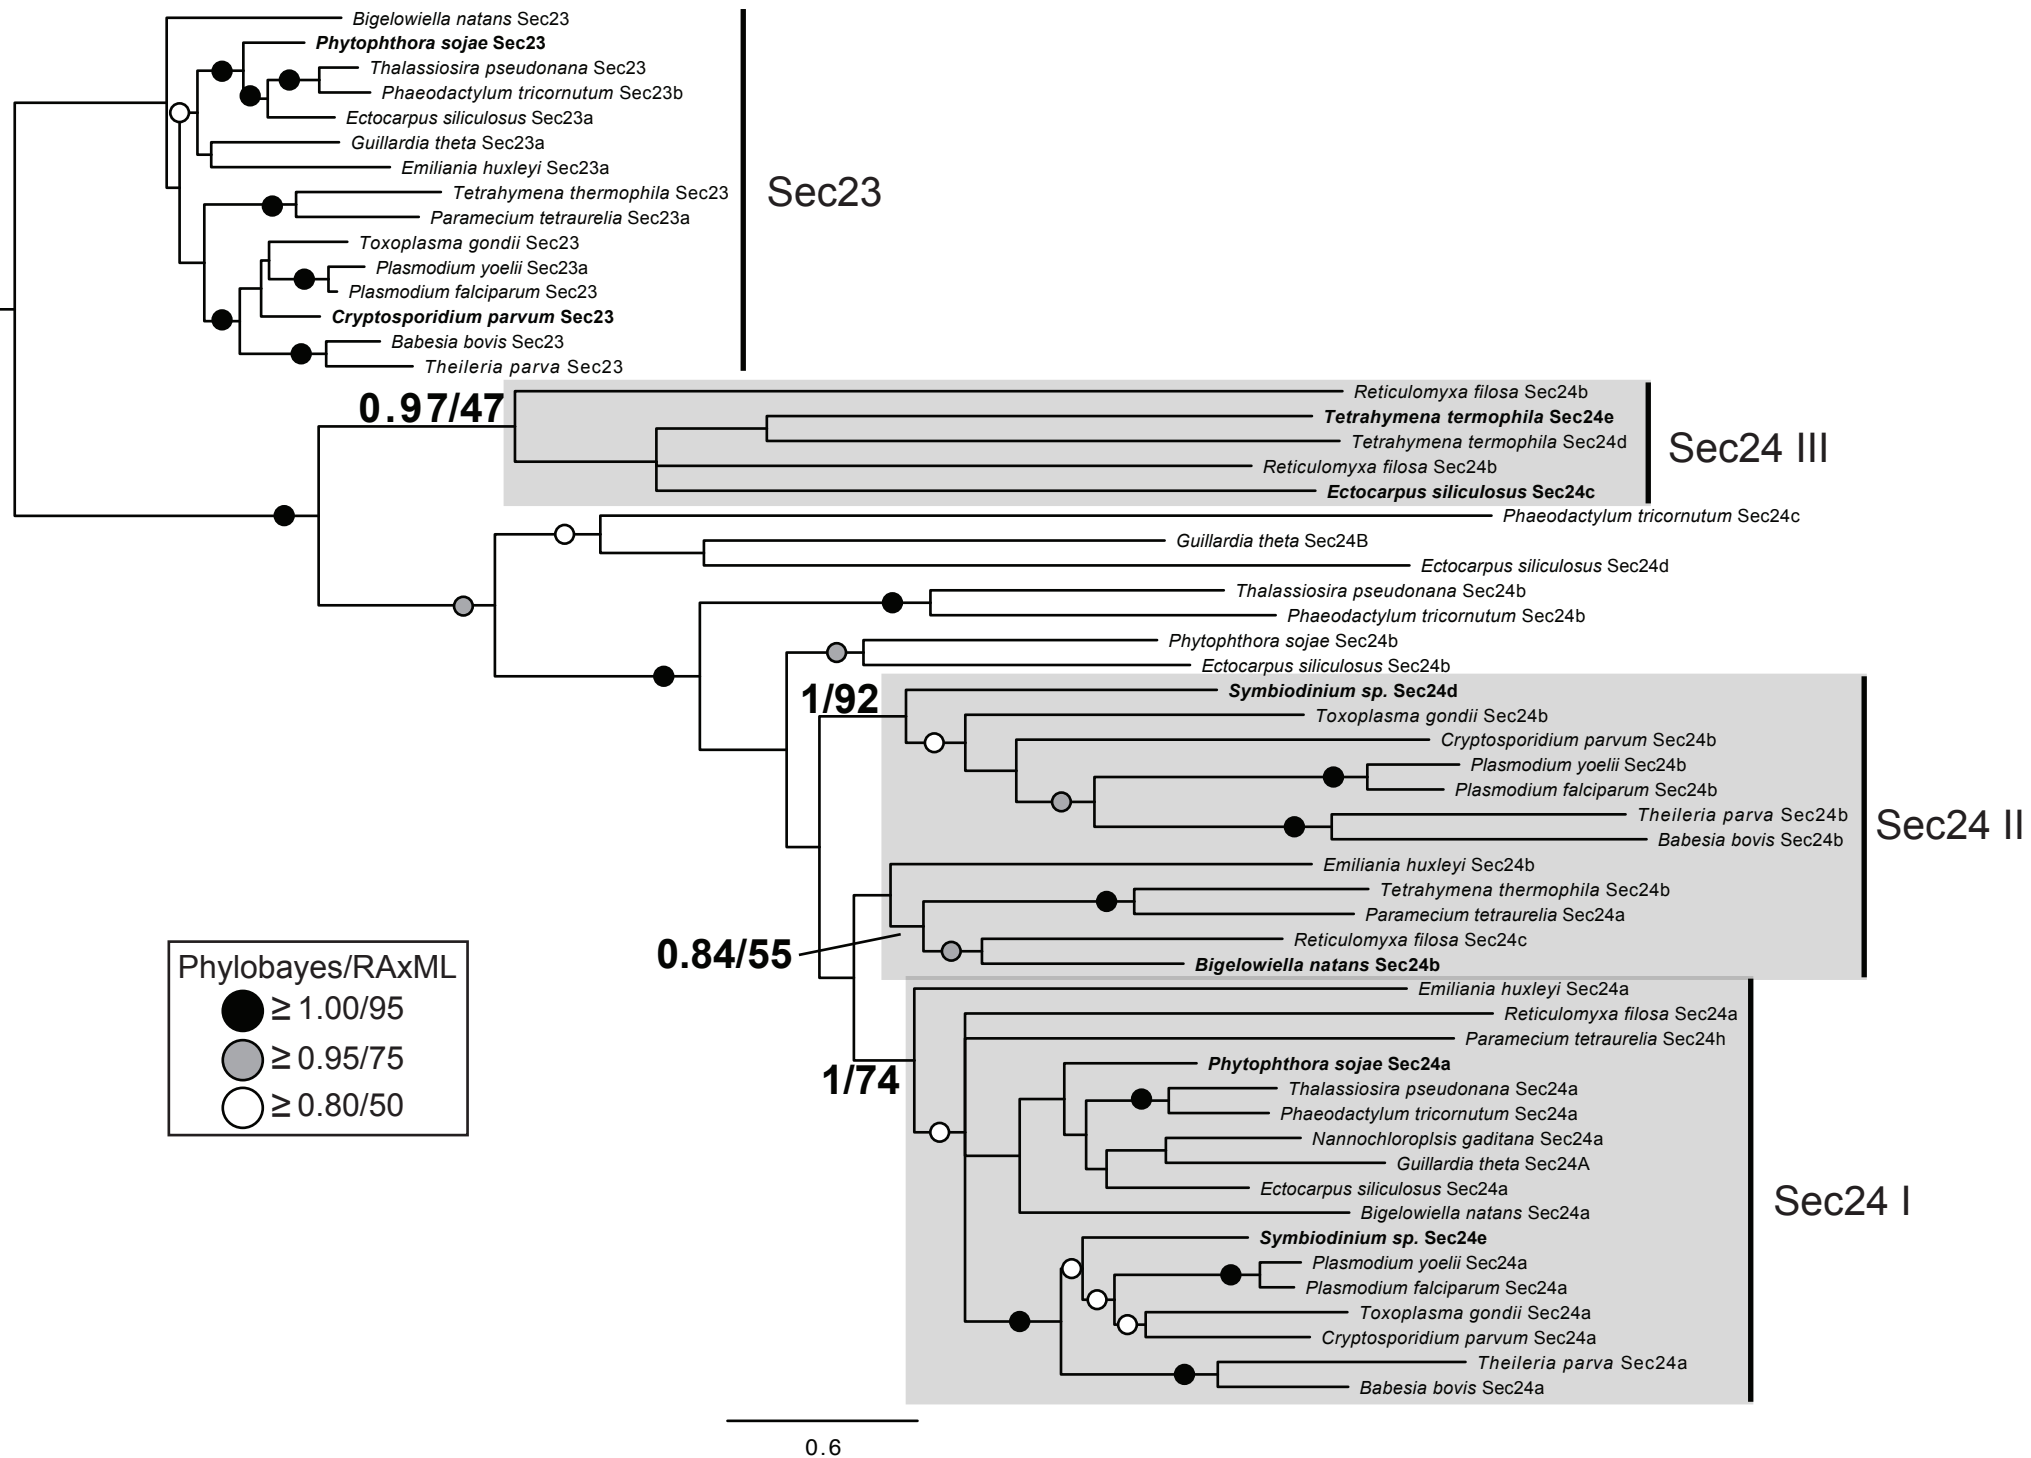 Bigelowiella natans Sec23
Phytophthora sojae Sec23
Thalassiosira pseudonana Sec23
Phaeodactylum tricornutum Sec23b
Ectocarpus siliculosus Sec23a
Guillardia theta Sec23a
Emiliania huxleyi Sec23a
Tetrahymena thermophila Sec23
Paramecium tetraurelia Sec23a
Toxoplasma gondii Sec23
Plasmodium yoelii Sec23a
Plasmodium falciparum Sec23
Cryptosporidium parvum Sec23
Babesia bovis Sec23
Theileria parva Sec23
Sec23
0.97/47
Reticulomyxa filosa Sec24b
Tetrahymena termophila Sec24e
Tetrahymena termophila Sec24d
Reticulomyxa filosa Sec24b
Ectocarpus siliculosus Sec24c
Sec24 III
Phaeodactylum tricornutum Sec24c
Guillardia theta Sec24B
Ectocarpus siliculosus Sec24d
Thalassiosira pseudonana Sec24b
Phaeodactylum tricornutum Sec24b
Phytophthora sojae Sec24b
Ectocarpus siliculosus Sec24b
1/92
Symbiodinium sp. Sec24d
Toxoplasma gondii Sec24b
Cryptosporidium parvum Sec24b
Plasmodium yoelii Sec24b
Plasmodium falciparum Sec24b
Theileria parva Sec24b
Babesia bovis Sec24b
Emiliania huxleyi Sec24b
Tetrahymena thermophila Sec24b
Paramecium tetraurelia Sec24a
Reticulomyxa filosa Sec24c
Bigelowiella natans Sec24b
Sec24 II
0.84/55
1/74
Emiliania huxleyi Sec24a
Reticulomyxa filosa Sec24a
Paramecium tetraurelia Sec24h
Phytophthora sojae Sec24a
Thalassiosira pseudonana Sec24a
Phaeodactylum tricornutum Sec24a
Nannochloroplsis gaditana Sec24a
Guillardia theta Sec24A
Ectocarpus siliculosus Sec24a
Bigelowiella natans Sec24a
Symbiodinium sp. Sec24e
Plasmodium yoelii Sec24a
Plasmodium falciparum Sec24a
Toxoplasma gondii Sec24a
Cryptosporidium parvum Sec24a
Theileria parva Sec24a
Babesia bovis Sec24a
Sec24 I
Phylobayes/RAxML
≥ 1.00/95
≥ 0.95/75
≥ 0.80/50
0.6